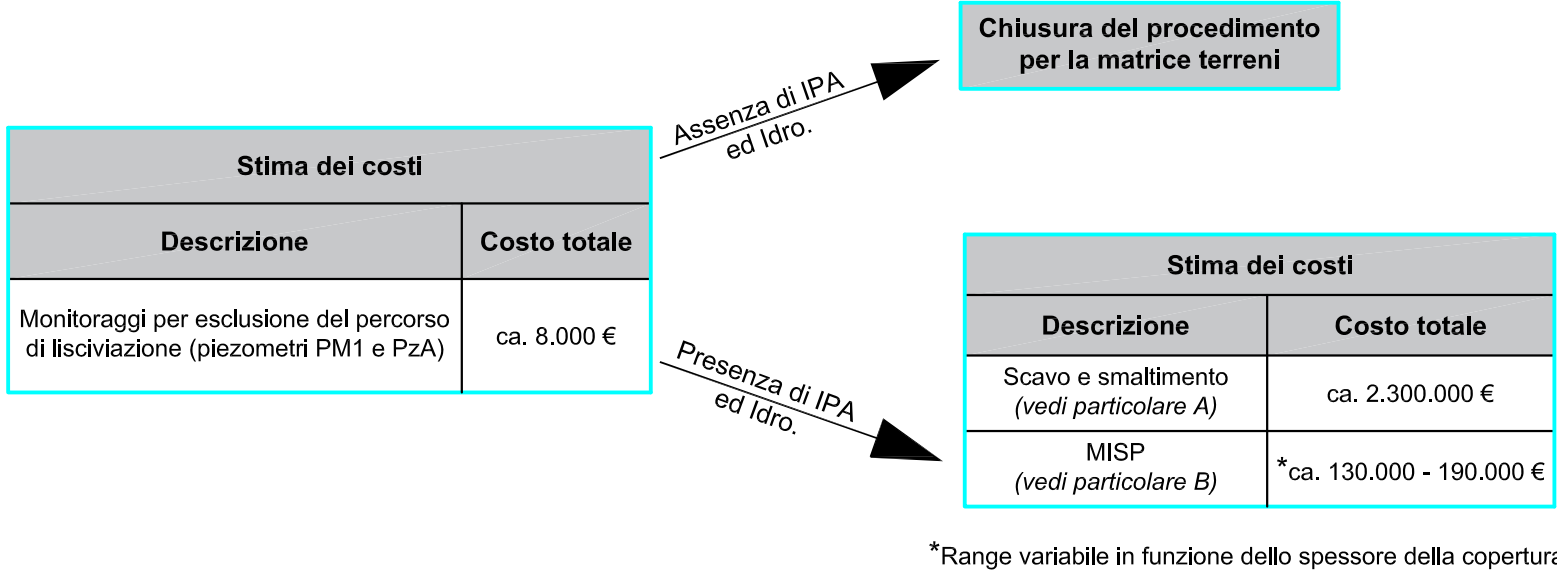 Chiusura del procedimento
per la matrice terreni
Assenza di IPA
ed Idro.
Stima dei costi
Descrizione
Costo totale
Monitoraggi per esclusione del percorso
di lisciviazione (piezometri PM1 e PzA)
ca. 8.000 €
Presenza di IPA
ed Idro.
Stima dei costi
Descrizione
Costo totale
Scavo e smaltimento
(vedi particolare A)
ca. 2.300.000 €
MISP
(vedi particolare B)
*ca. 130.000 - 190.000 €
*Range variabile in funzione dello spessore della copertura